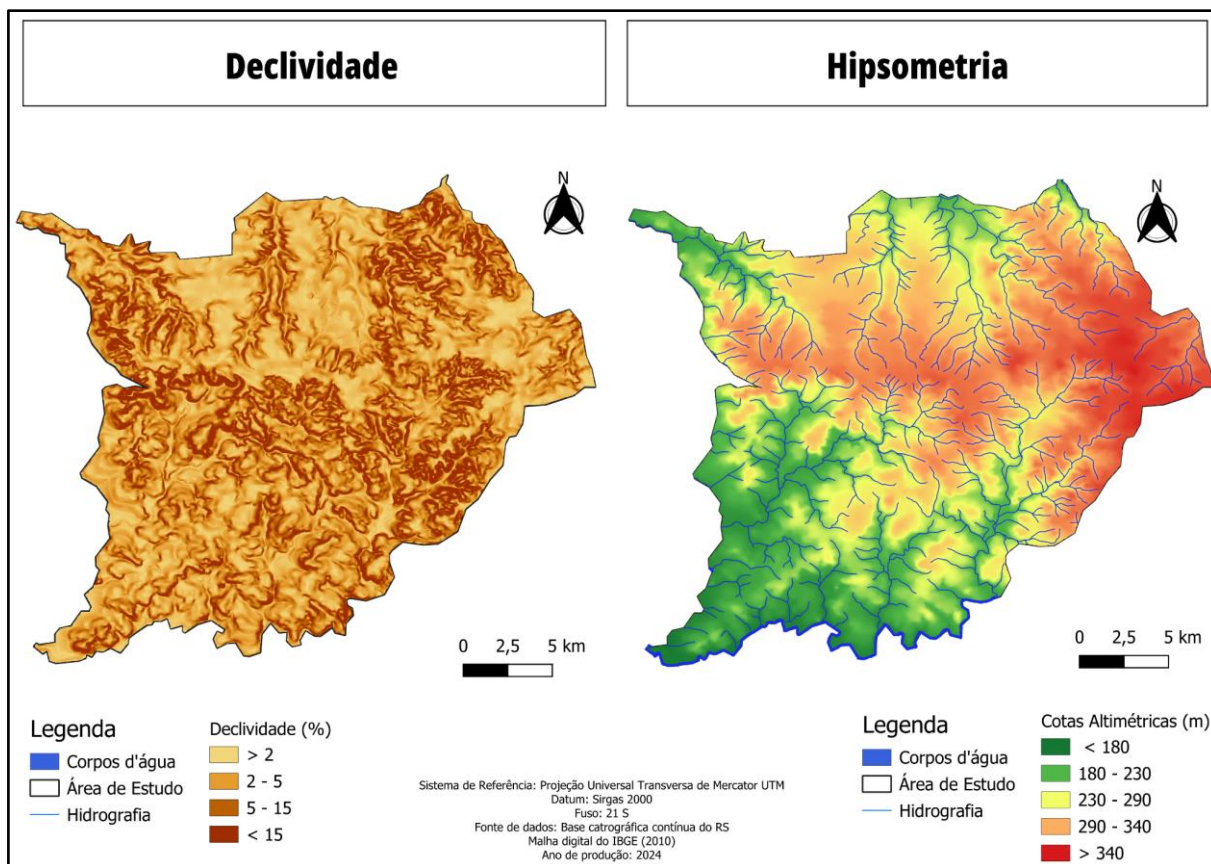 Declividade
Hipsometria
N
N
0 2,5 5 km
0 2,5 5 km
Legenda
Corpos d'água
Área de Estudo
Hidrografia
Declividade (%)
> 2
2 - 5
5 - 15
< 15
Sistema de Referência: Projeção Universal Transversa de Mercator UTM
Datum: Sirgas 2000
Fuso: 21 S
Fonte de dados: Base catrográfica contínua do RS
Malha digital do IBGE (2010)
Ano de produção: 2024
Legenda
Corpos d'água
Área de Estudo
Hidrografia
Cotas Altimétricas (m)
< 180
180 - 230
230 - 290
290 - 340
> 340